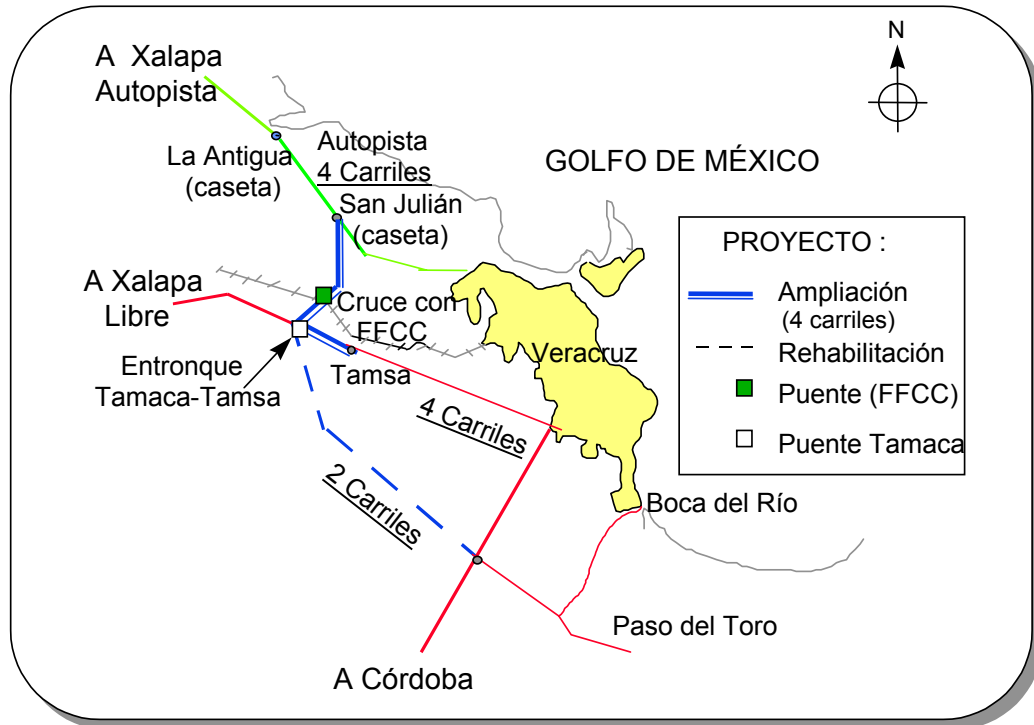 A Xalapa
Autopista
N
La Antigua
(caseta)
Autopista
4 Carriles
San Julián
(caseta)
GOLFO DE MÉXICO
A Xalapa
Libre
Cruce con
FFCC
Entronque
Tamaca-Tamsa
Tamsa
Veracruz
4 Carriles
2 Carriles
Boca del Río
Paso del Toro
A Córdoba
PROYECTO :
Ampliación
(4 carriles)
Rehabilitación
Puente (FFCC)
Puente Tamaca